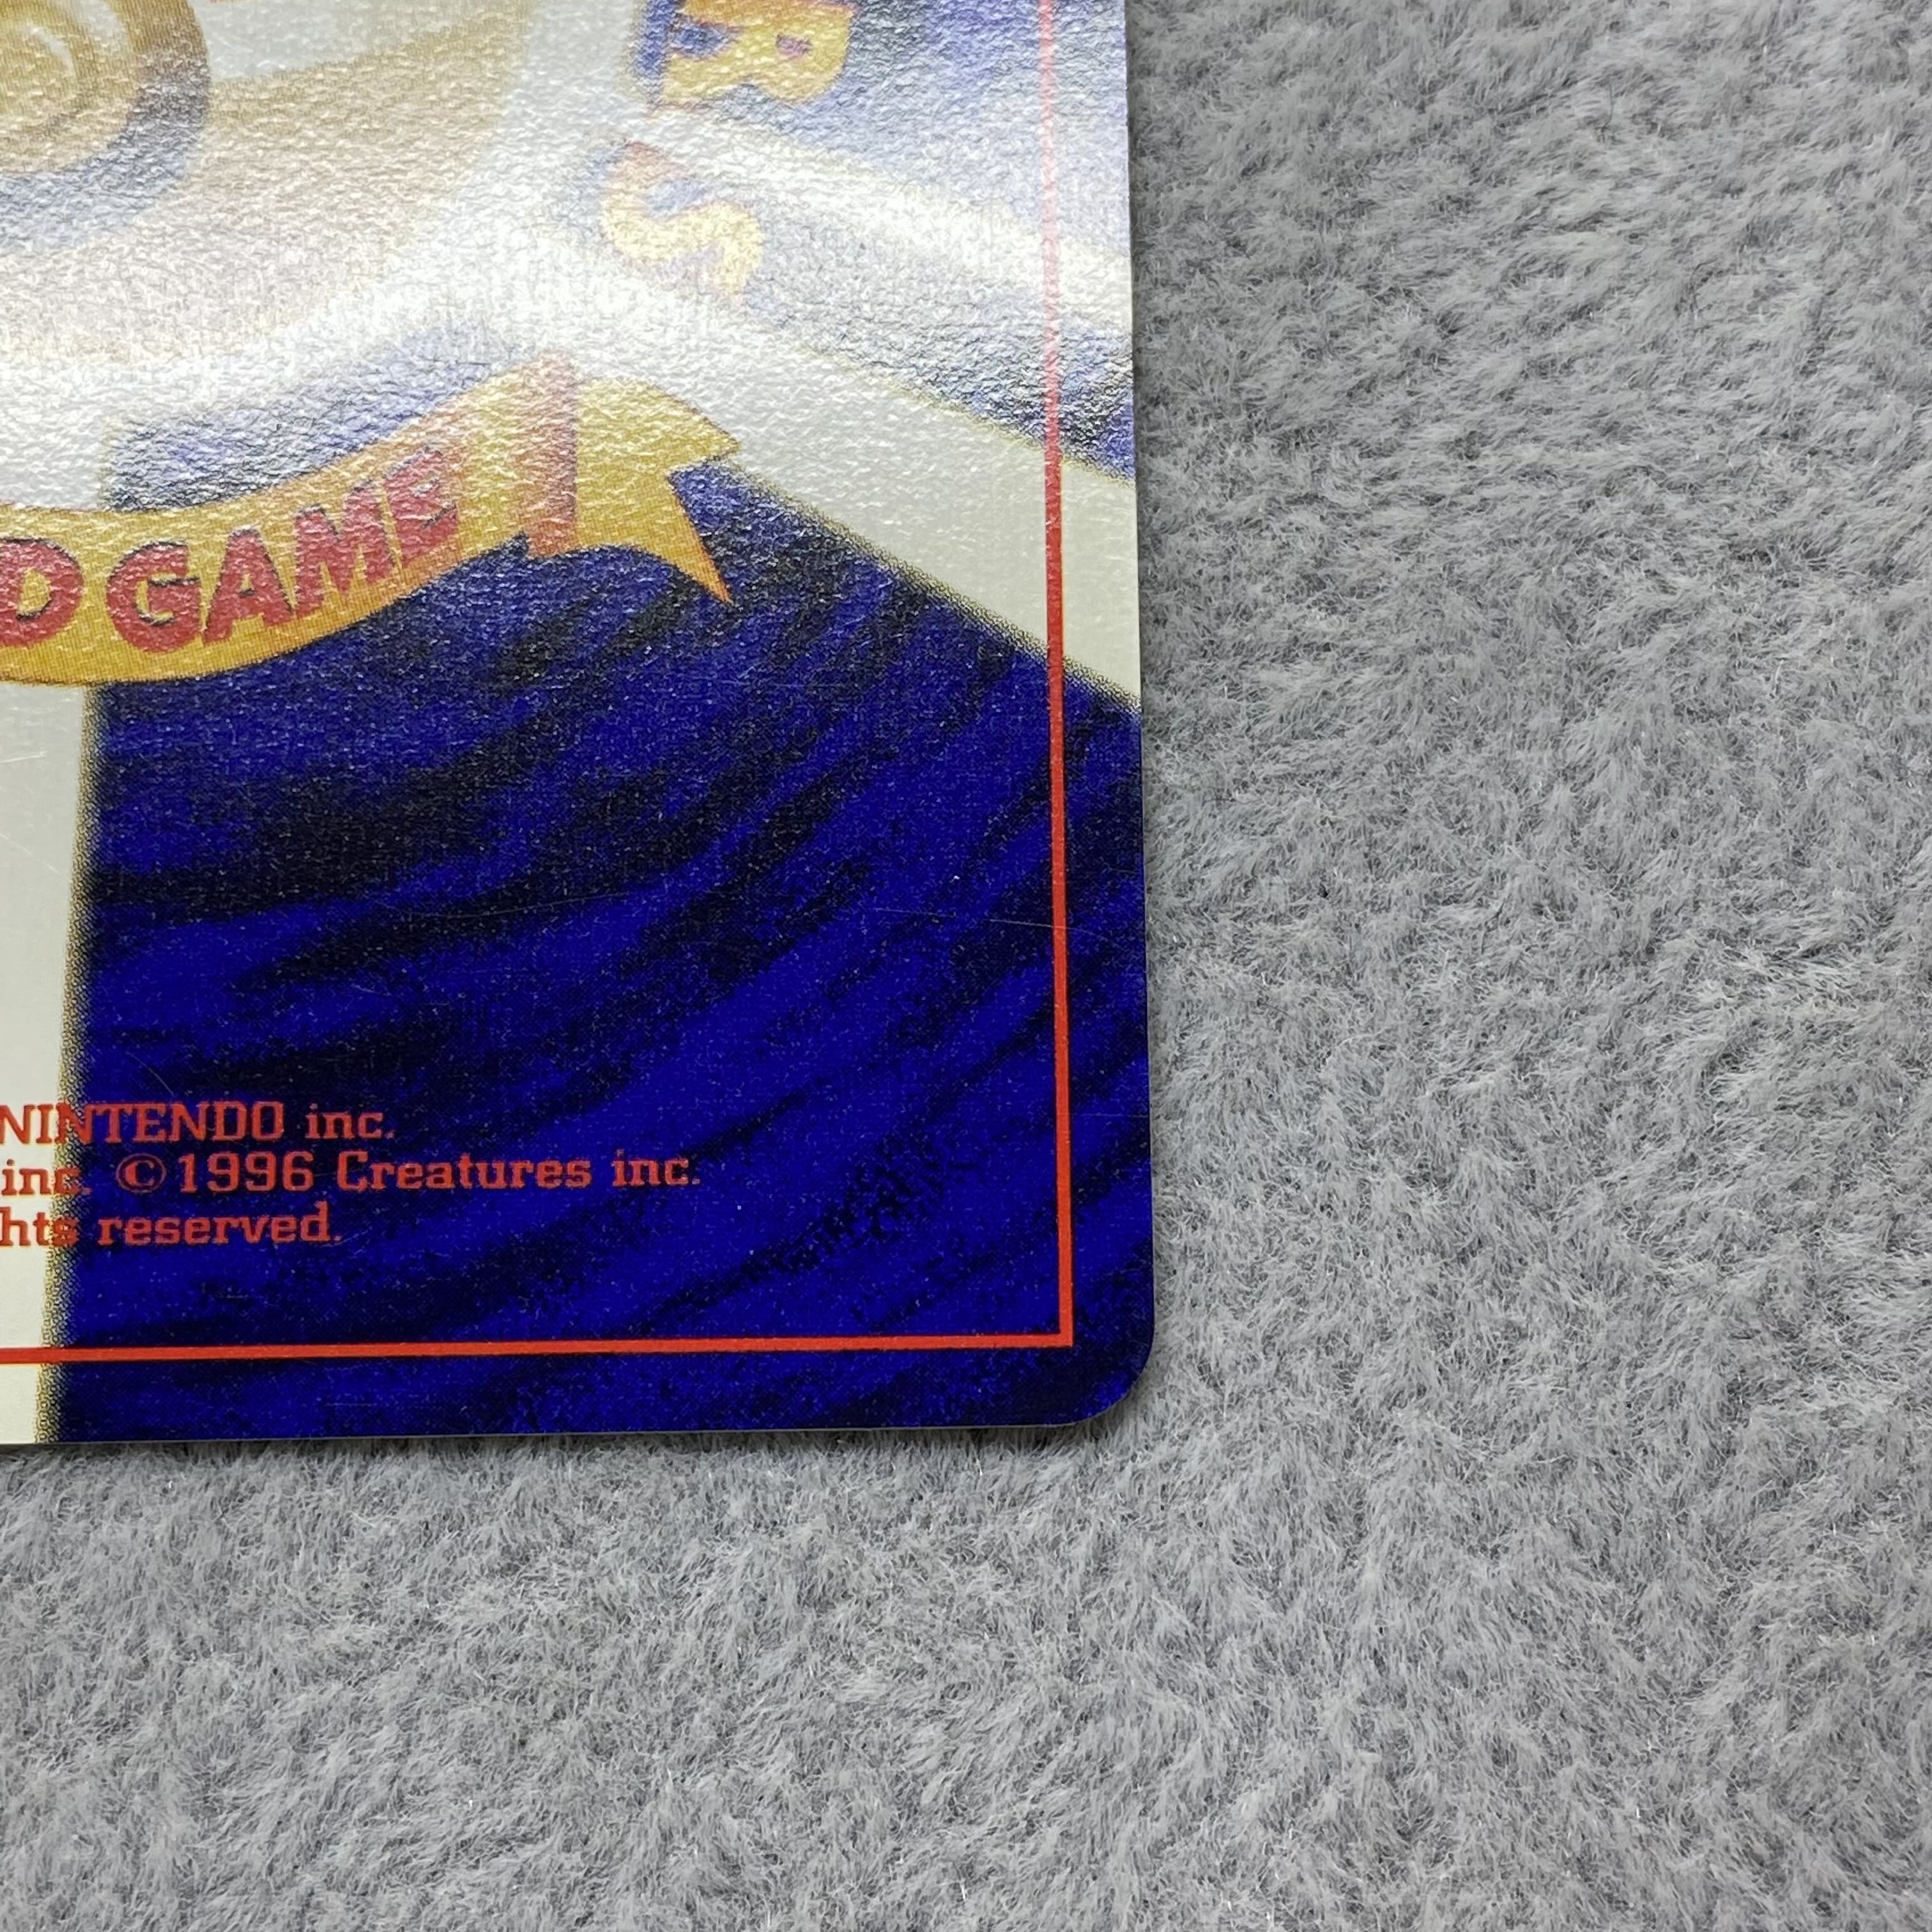 R
S
D GAME
NINTENDO inc.
inc. ©1996 Creatures inc.
hts reserved.